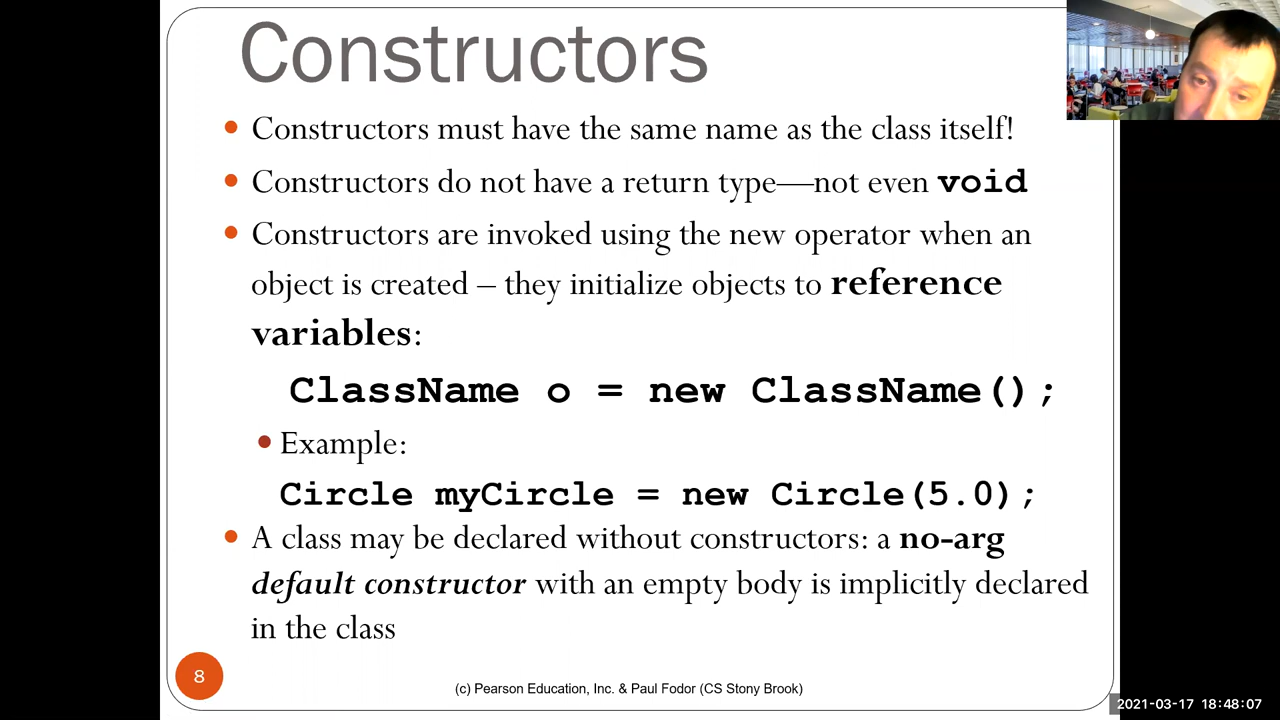 Constructors
• Constructors must have the same name as the class itself!
• Constructors do not have a return type—not even void
• Constructors are invoked using the new operator when an
object is created – they initialize objects to reference
variables:
ClassName o = new ClassName();
• Example:
Circle myCircle = new Circle(5.0);
• A class may be declared without constructors: a no-arg
default constructor with an empty body is implicitly declared
in the class
8
(c) Pearson Education, Inc. & Paul Fodor (CS Stony Brook)
2021-03-17 18:48:07